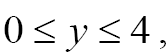 0 ≤ y ≤ 4 ,